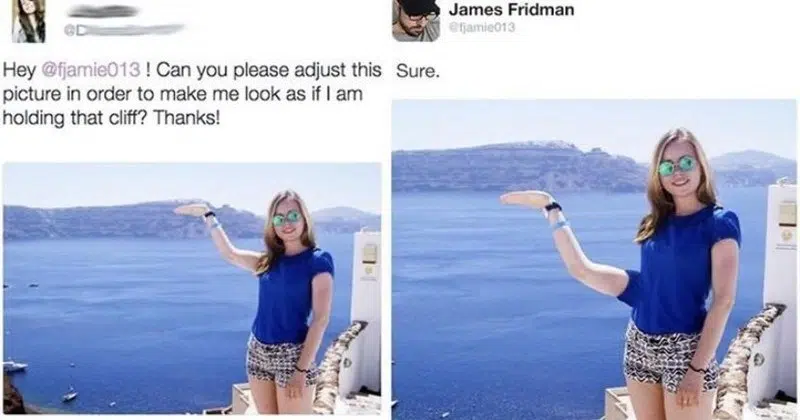 Hey @fjamie013 ! Can you please adjust this
picture in order to make me look as if I am
holding that cliff? Thanks!
James Fridman
@fjamie013
Sure.